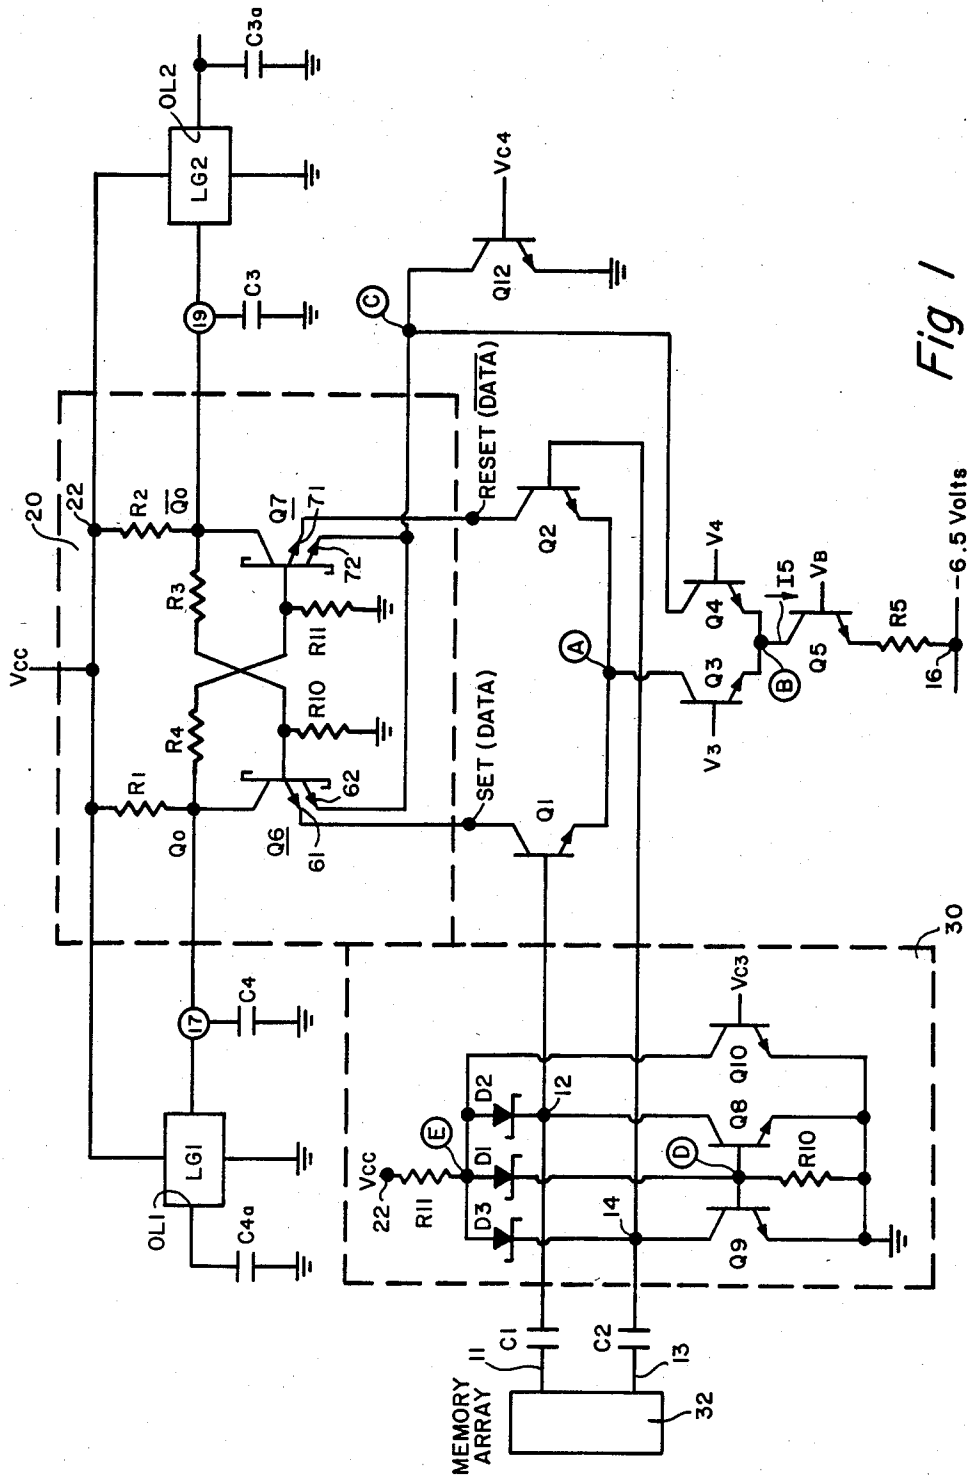 Vcc
20
22
R1
R4
R3
R2
Qo
Q̅o̅
17
C4
LG1
OL1
C4a
19
C3
LG2
OL2
C3a
Q6
61
62
R10
R11
Q7
71
72
C
Q12
VC4
SET (DATA)
RESET (D̅A̅T̅A̅)
Q1
Q2
A
V3
Q3
Q4
V4
B
I5
Q5
VB
R5
16
-6.5 Volts
Vcc
22
R11
E
D3
D1
D2
12
14
D
Q9
Q8
Q10
VC3
R10
30
MEMORY
ARRAY
11
C1
C2
13
32
Fig 1